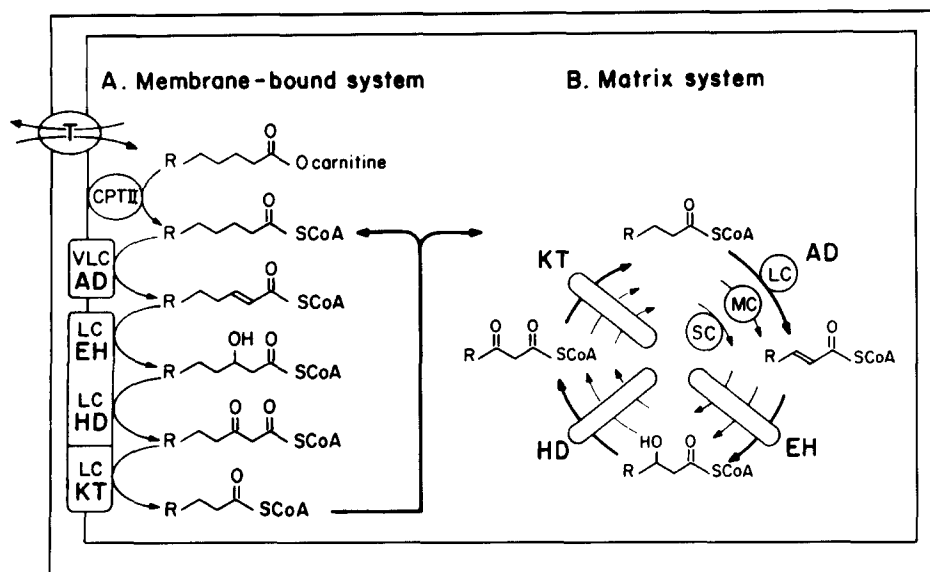 A. Membrane-bound system
B. Matrix system
T
CPTII
R O Ocarnitine
R O SCoA
VLC
AD
R O SCoA
LC
EH
R OH O SCoA
LC
HD
R O O SCoA
LC
KT
R O SCoA
R O SCoA
KT
AD
LC
MC
SC
R O O SCoA
R O SCoA
HD
EH
HO O
R SCoA